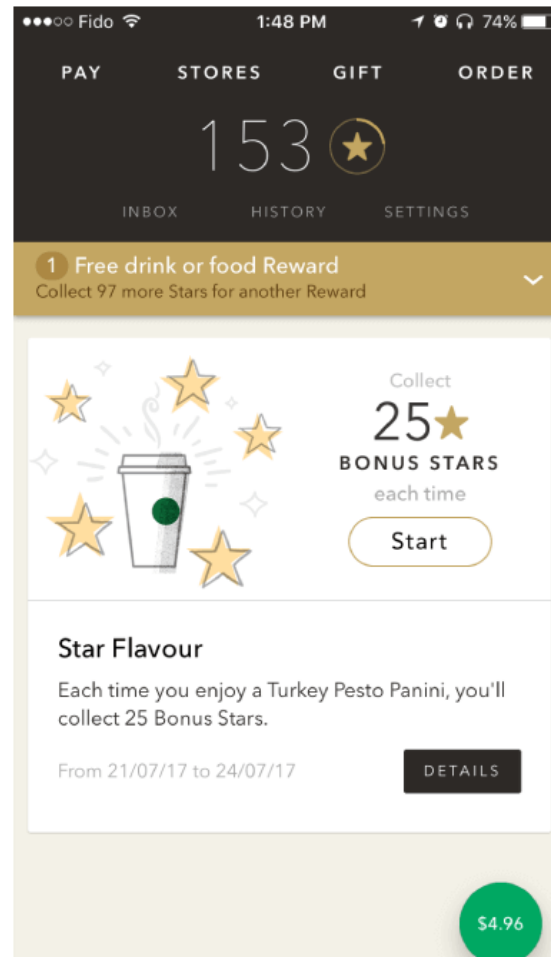 Fido 1:48 PM 74%
PAY STORES GIFT ORDER
153
INBOX HISTORY SETTINGS
1 Free drink or food Reward
Collect 97 more Stars for another Reward
Collect
25
BONUS STARS
each time
Start
Star Flavour
Each time you enjoy a Turkey Pesto Panini, you'll
collect 25 Bonus Stars.
From 21/07/17 to 24/07/17
DETAILS
$4.96